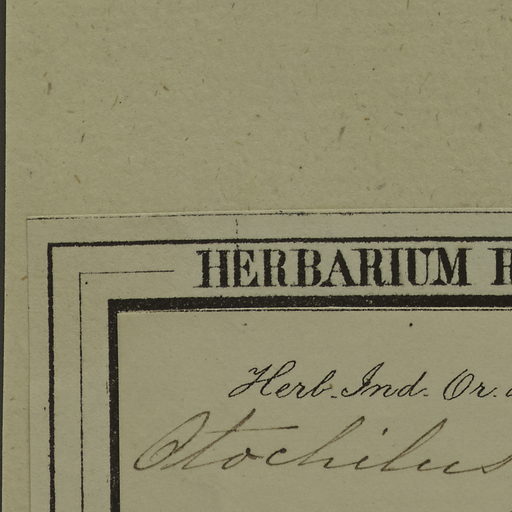 HERBARIUM
Herb. Ind. Or.
Otochilus